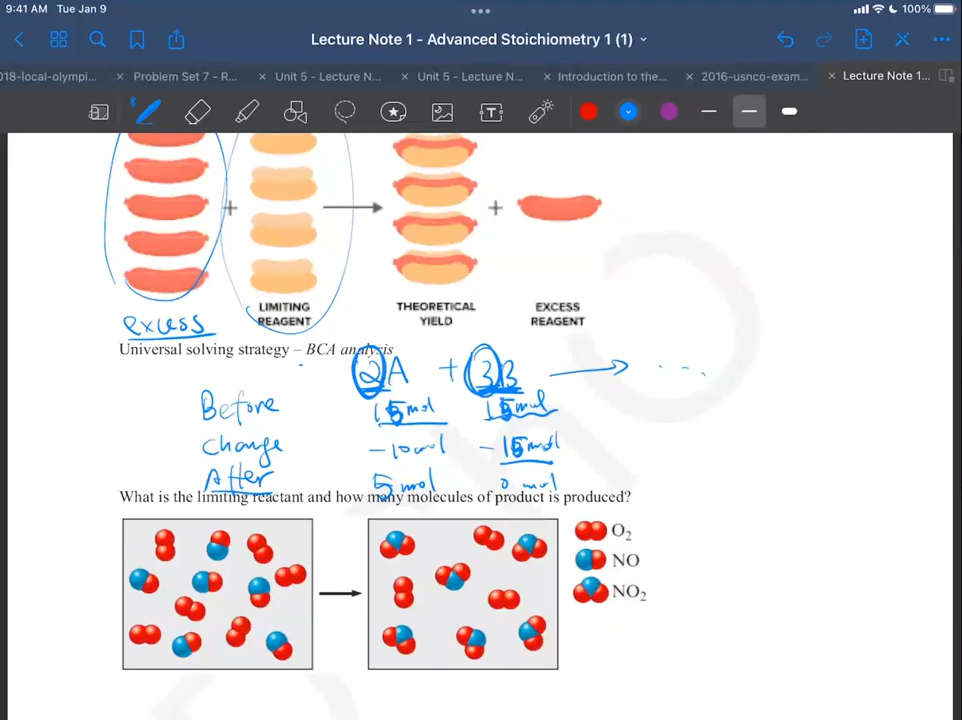 9:41 AM Tue Jan 9
100%
Lecture Note 1 - Advanced Stoichiometry 1 (1)
018-local-olympi...
Problem Set 7 - R...
Unit 5 - Lecture N...
Unit 5 - Lecture N...
Introduction to the...
2016-usnco-exam...
Lecture Note 1...
LIMITING REAGENT
THEORETICAL YIELD
EXCESS REAGENT
excess
Universal solving strategy – BCA analysis
2A + 3B → ....
Before 15 mol 15 mol
Change -10 mol -15 mol
After 5 mol 0 mol
What is the limiting reactant and how many molecules of product is produced?
O₂
NO
NO₂